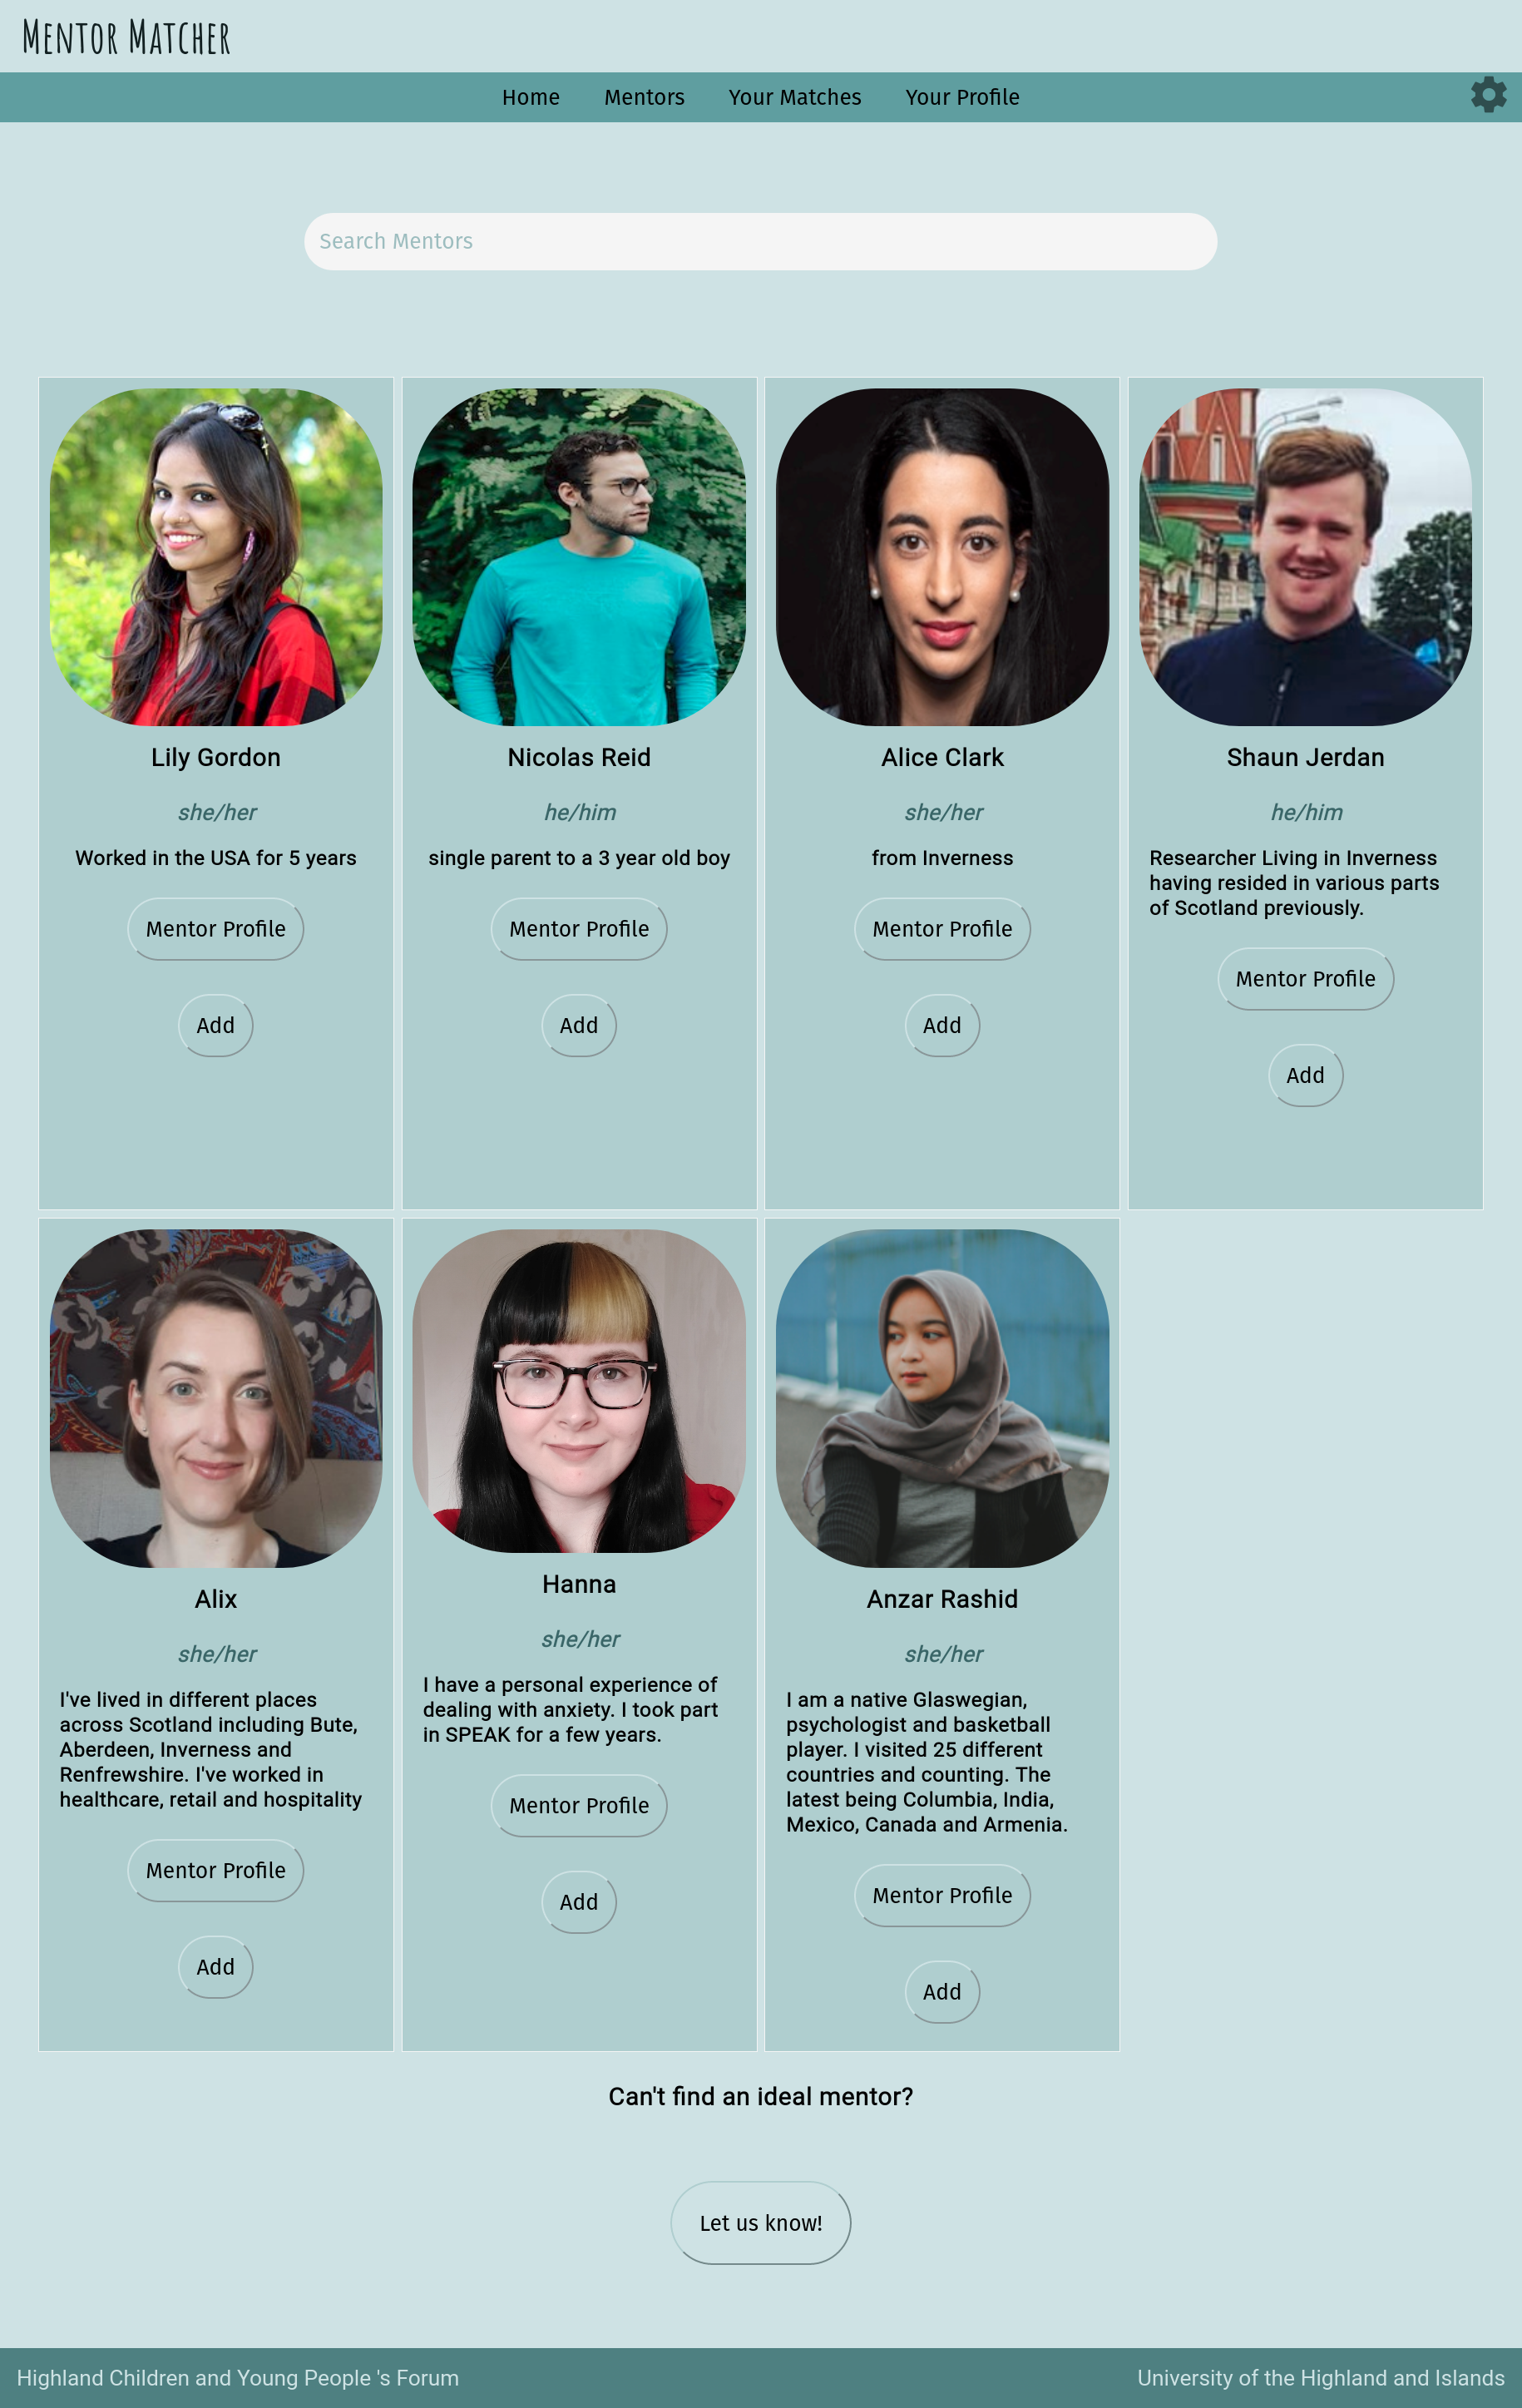 Mentor Matcher
Home Mentors Your Matches Your Profile
Search Mentors
Lily Gordon
she/her
Worked in the USA for 5 years
Mentor Profile
Add
Nicolas Reid
he/him
single parent to a 3 year old boy
Mentor Profile
Add
Alice Clark
she/her
from Inverness
Mentor Profile
Add
Shaun Jerdan
he/him
Researcher Living in Inverness
having resided in various parts
of Scotland previously.
Mentor Profile
Add
Alix
she/her
I've lived in different places
across Scotland including Bute,
Aberdeen, Inverness and
Renfrewshire. I've worked in
healthcare, retail and hospitality
Mentor Profile
Add
Hanna
she/her
I have a personal experience of
dealing with anxiety. I took part
in SPEAK for a few years.
Mentor Profile
Add
Anzar Rashid
she/her
I am a native Glaswegian,
psychologist and basketball
player. I visited 25 different
countries and counting. The
latest being Columbia, India,
Mexico, Canada and Armenia.
Mentor Profile
Add
Can't find an ideal mentor?
Let us know!
Highland Children and Young People 's Forum
University of the Highland and Islands